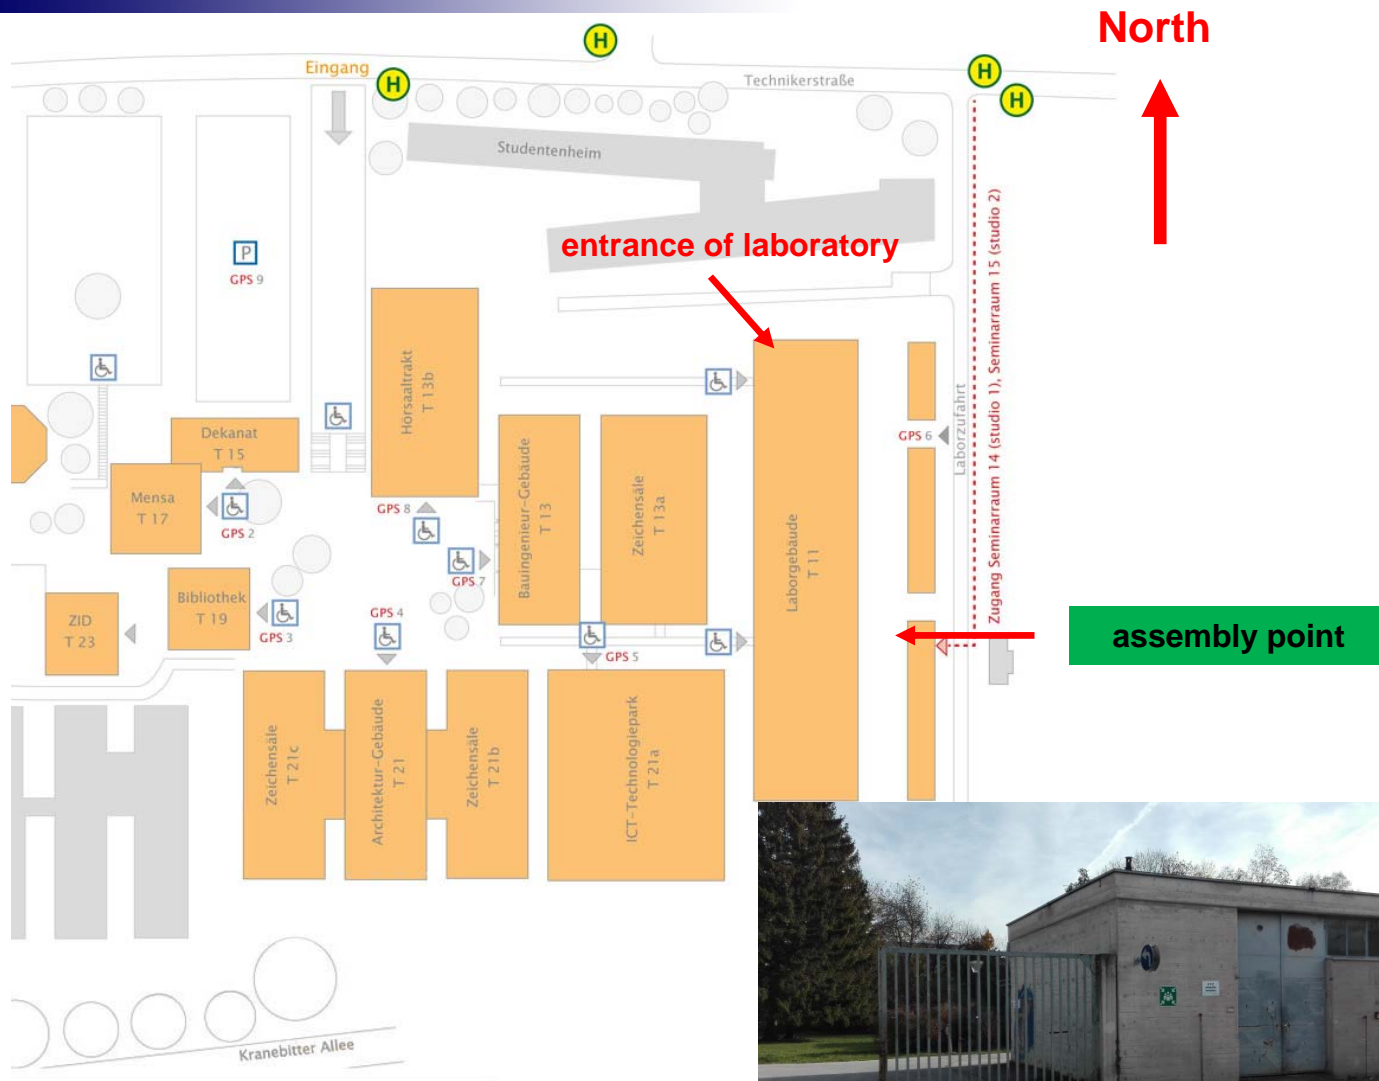 North
H
H
H
H
Eingang
Technikerstraße
Studentenheim
entrance of laboratory
P
GPS 9
Zugang Seminarraum 14 (studio 1), Seminarraum 15 (studio 2)
Laborzufahrt
Hörsaaltrakt
T 13b
Dekanat
T 15
Mensa
T 17
GPS 2
GPS 8
GPS 7
Bauingenieur-Gebäude
T 13
Zeichensäle
T 13a
Laborgebäude
T 11
GPS 6
Bibliothek
T 19
GPS 3
ZID
T 23
GPS 4
GPS 5
assembly point
Zeichensäle
T 21c
Architektur-Gebäude
T 21
Zeichensäle
T 21b
ICT-Technologiepark
T 21a
Kranebitter Allee